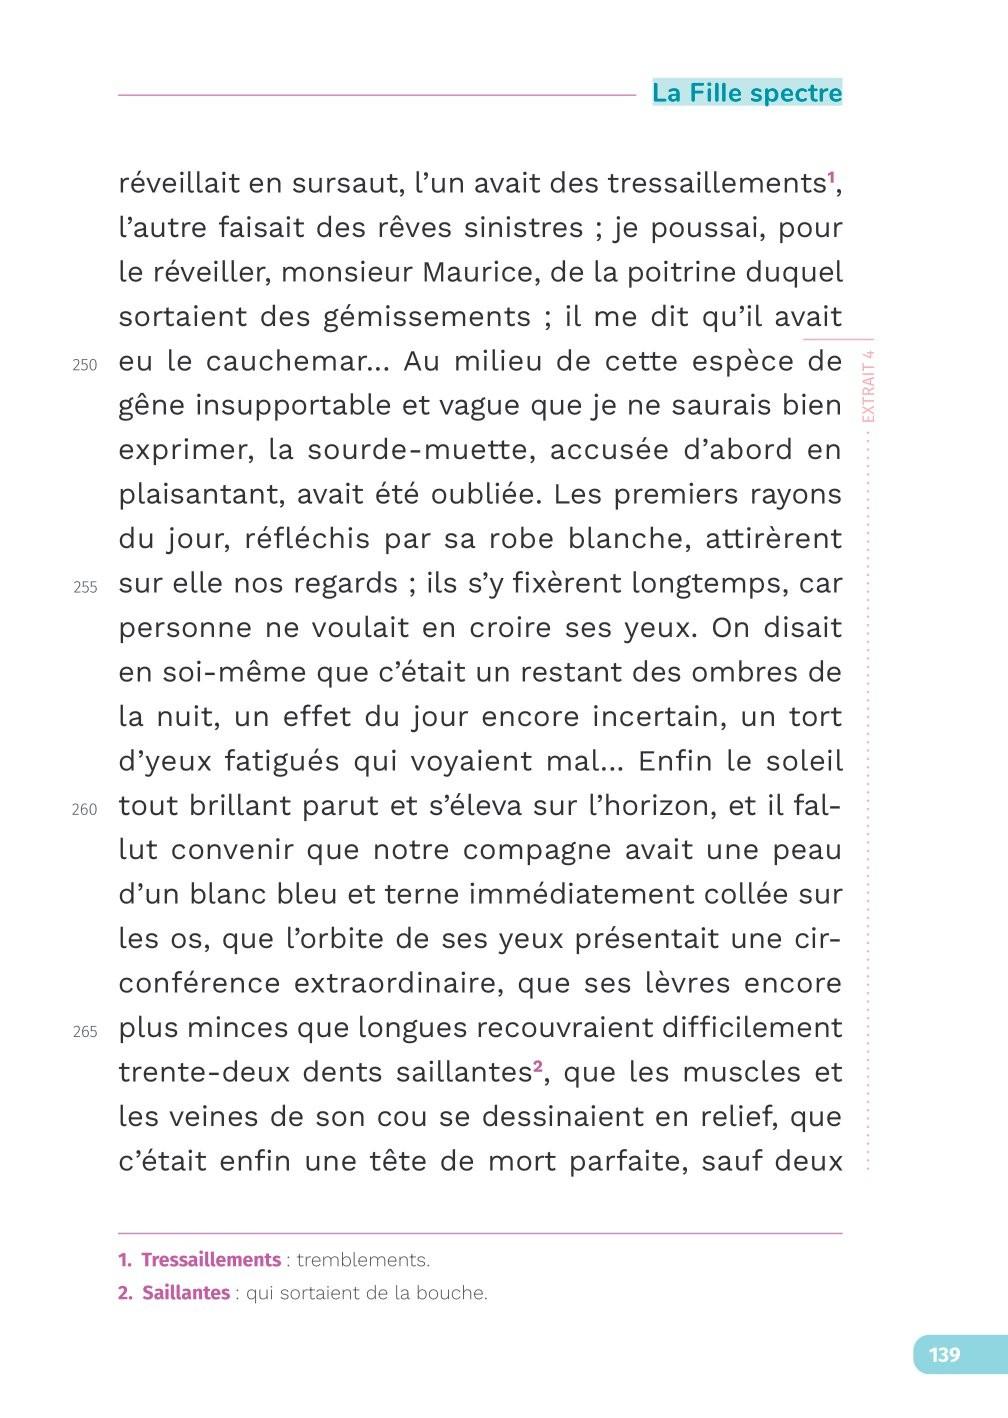 La Fille spectre
réveillait en sursaut, l’un avait des tressaillements¹,
l’autre faisait des rêves sinistres ; je poussai, pour
le réveiller, monsieur Maurice, de la poitrine duquel
sortaient des gémissements ; il me dit qu’il avait
250 eu le cauchemar... Au milieu de cette espèce de
gêne insupportable et vague que je ne saurais bien
exprimer, la sourde-muette, accusée d’abord en
plaisantant, avait été oubliée. Les premiers rayons
du jour, réfléchis par sa robe blanche, attirèrent
255 sur elle nos regards ; ils s’y fixèrent longtemps, car
personne ne voulait en croire ses yeux. On disait
en soi-même que c’était un restant des ombres de
la nuit, un effet du jour encore incertain, un tort
d’yeux fatigués qui voyaient mal... Enfin le soleil
260 tout brillant parut et s’éleva sur l’horizon, et il fal-
lut convenir que notre compagne avait une peau
d’un blanc bleu et terne immédiatement collée sur
les os, que l’orbite de ses yeux présentait une cir-
conférence extraordinaire, que ses lèvres encore
265 plus minces que longues recouvraient difficilement
trente-deux dents saillantes², que les muscles et
les veines de son cou se dessinaient en relief, que
c’était enfin une tête de mort parfaite, sauf deux
EXTRAIT 4
1. Tressaillements : tremblements.
2. Saillantes : qui sortaient de la bouche.
139